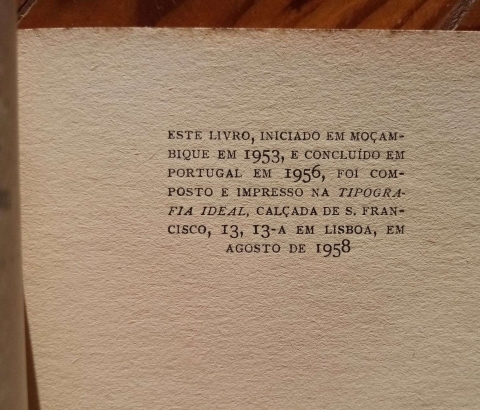 ESTE LIVRO, INICIADO EM MOÇAM-
BIQUE EM 1953, E CONCLUÍDO EM
PORTUGAL EM 1956, FOI COM-
POSTO E IMPRESSO NA TIPOGRA-
FIA IDEAL, CALÇADA DE S. FRAN-
CISCO, 13, 13-A EM LISBOA, EM
AGOSTO DE 1958